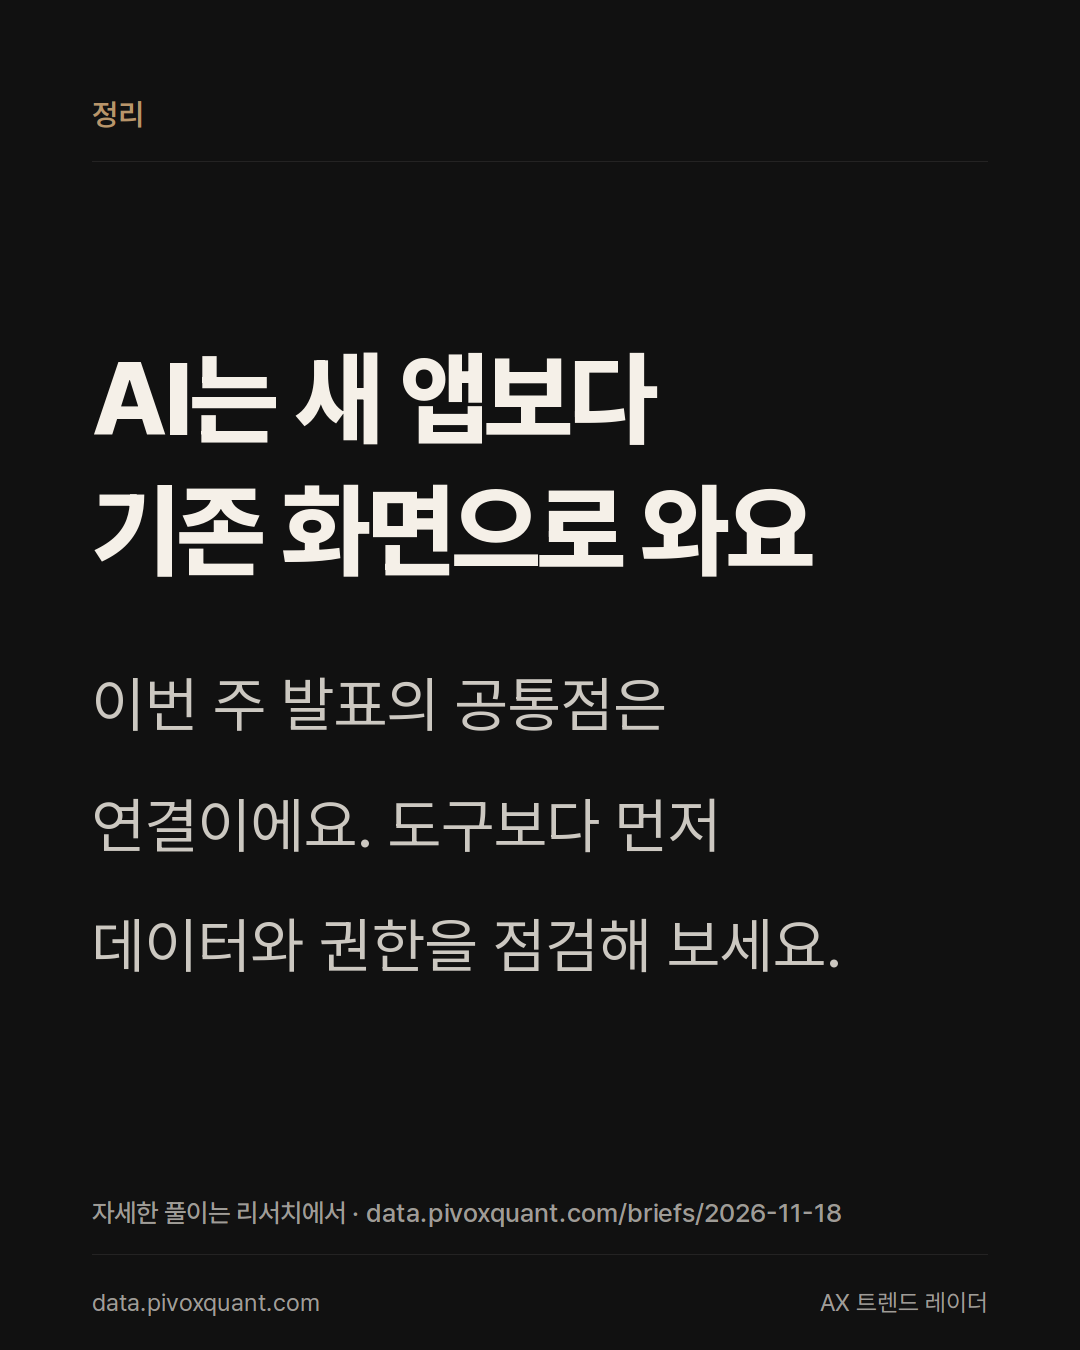 정리
AI는 새 앱보다
기존 화면으로 와요
이번 주 발표의 공통점은
연결이에요. 도구보다 먼저
데이터와 권한을 점검해 보세요.
자세한 풀이는 리서치에서 · data.pivoxquant.com/briefs/2026-11-18
data.pivoxquant.com
AX 트렌드 레이더